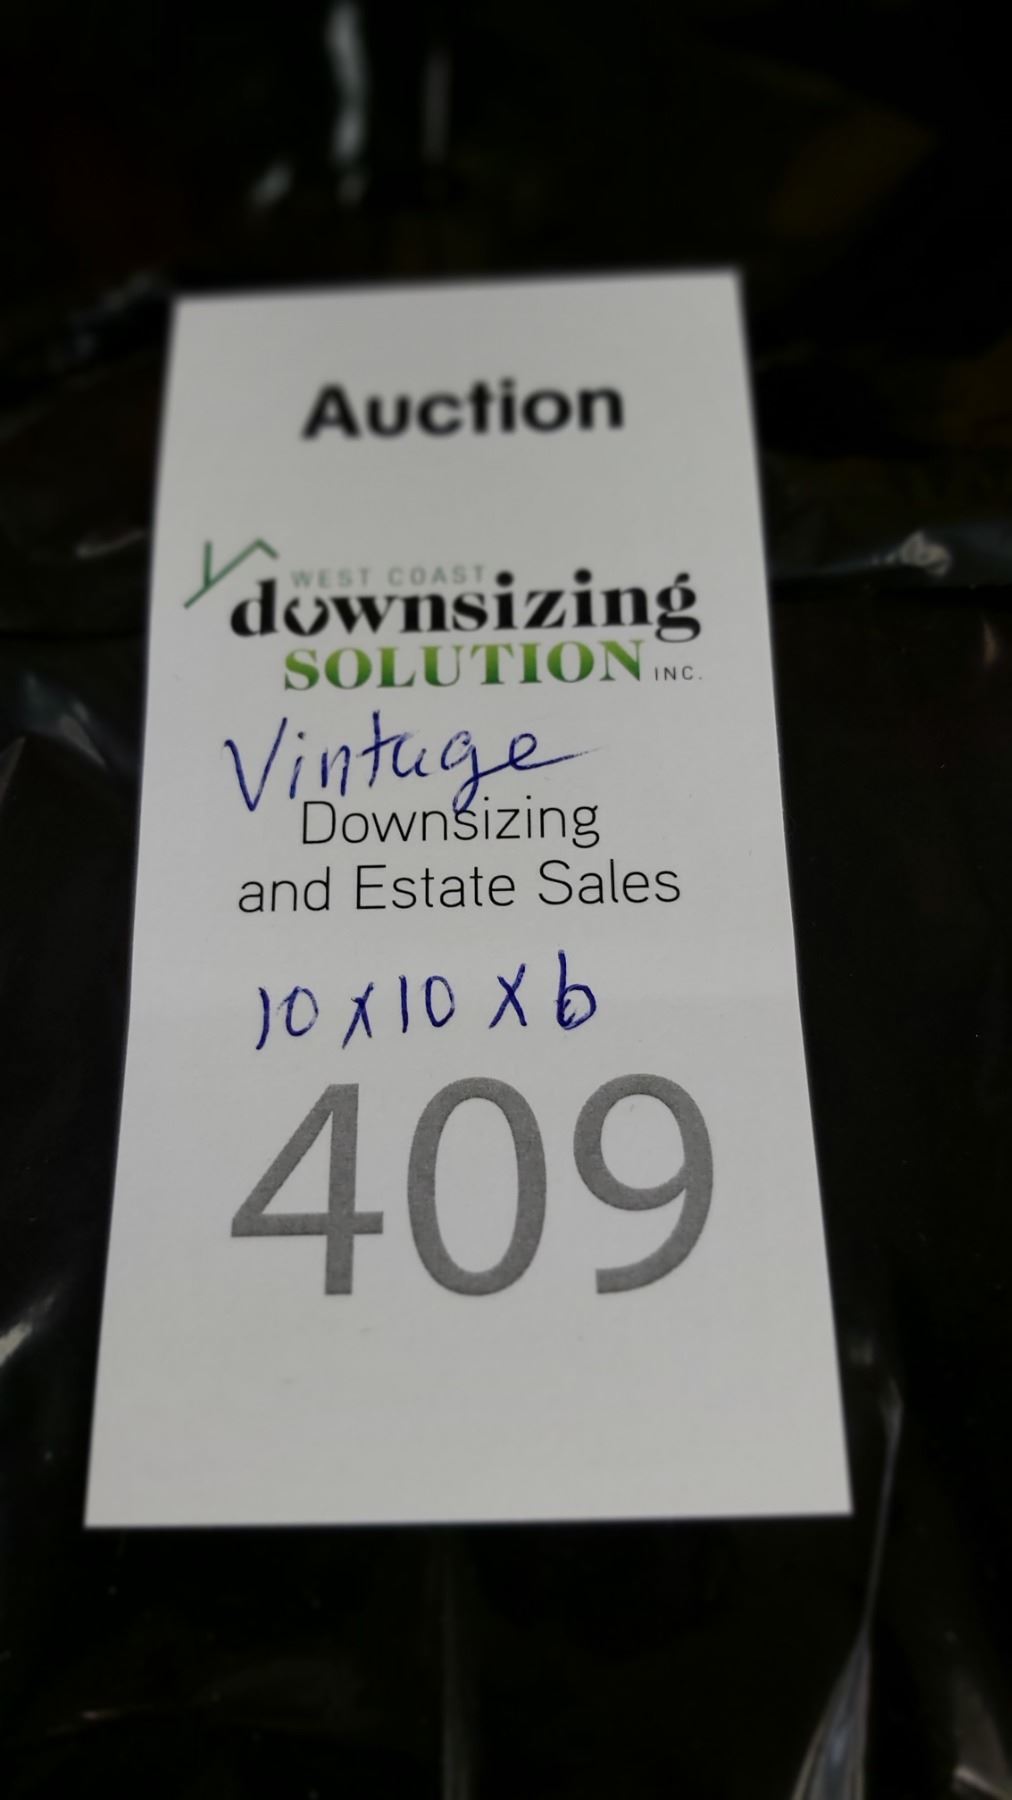 Auction
WEST COAST
downsizing
SOLUTION INC.
Vintage
Downsizing
and Estate Sales
10 x 10 x 6
409